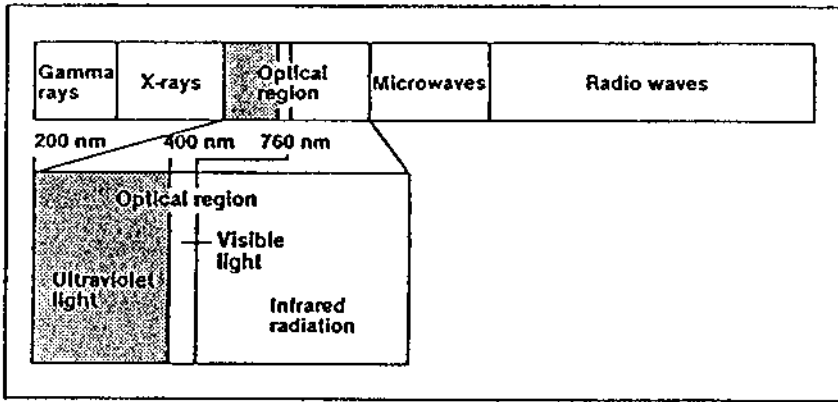 Gamma rays
X-rays
Optical region
Microwaves
Radio waves
200 nm
400 nm
760 nm
Optical region
Visible light
Ultraviolet light
Infrared radiation